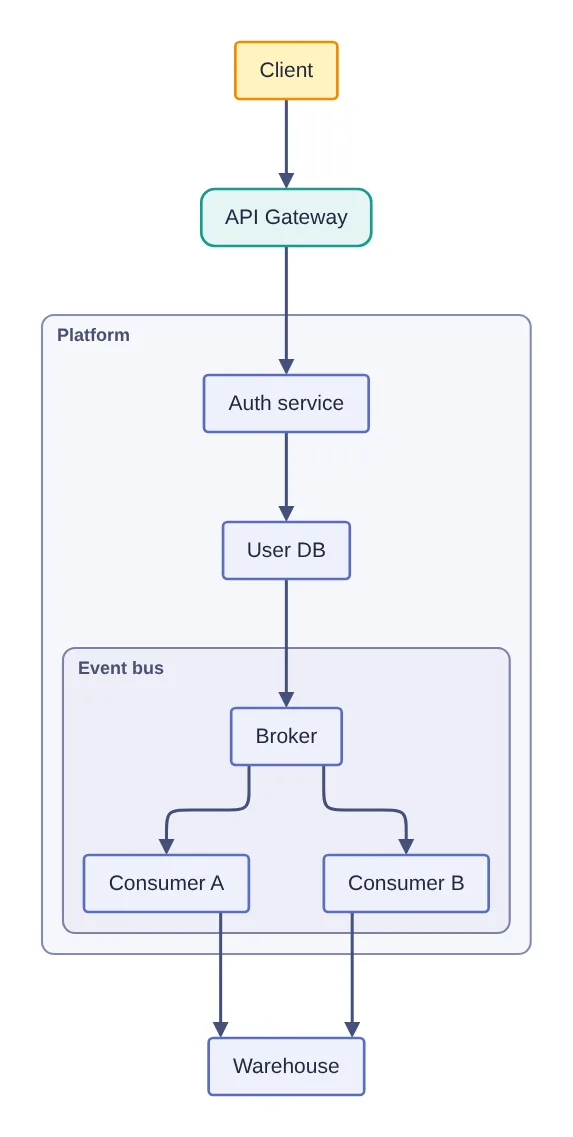 Client
API Gateway
Platform
Auth service
User DB
Event bus
Broker
Consumer A
Consumer B
Warehouse